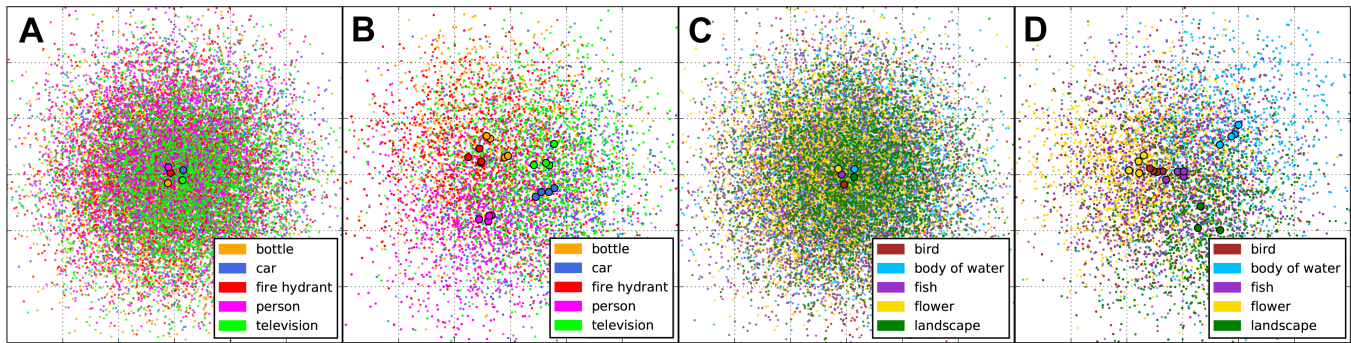 A
bottle
car
fire hydrant
person
television
B
bottle
car
fire hydrant
person
television
C
bird
body of water
fish
flower
landscape
D
bird
body of water
fish
flower
landscape